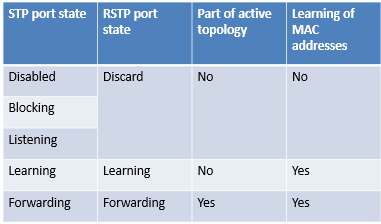 STP port state RSTP port state Part of active topology Learning of MAC addresses
Disabled Discard No No
Blocking
Listening
Learning Learning No Yes
Forwarding Forwarding Yes Yes